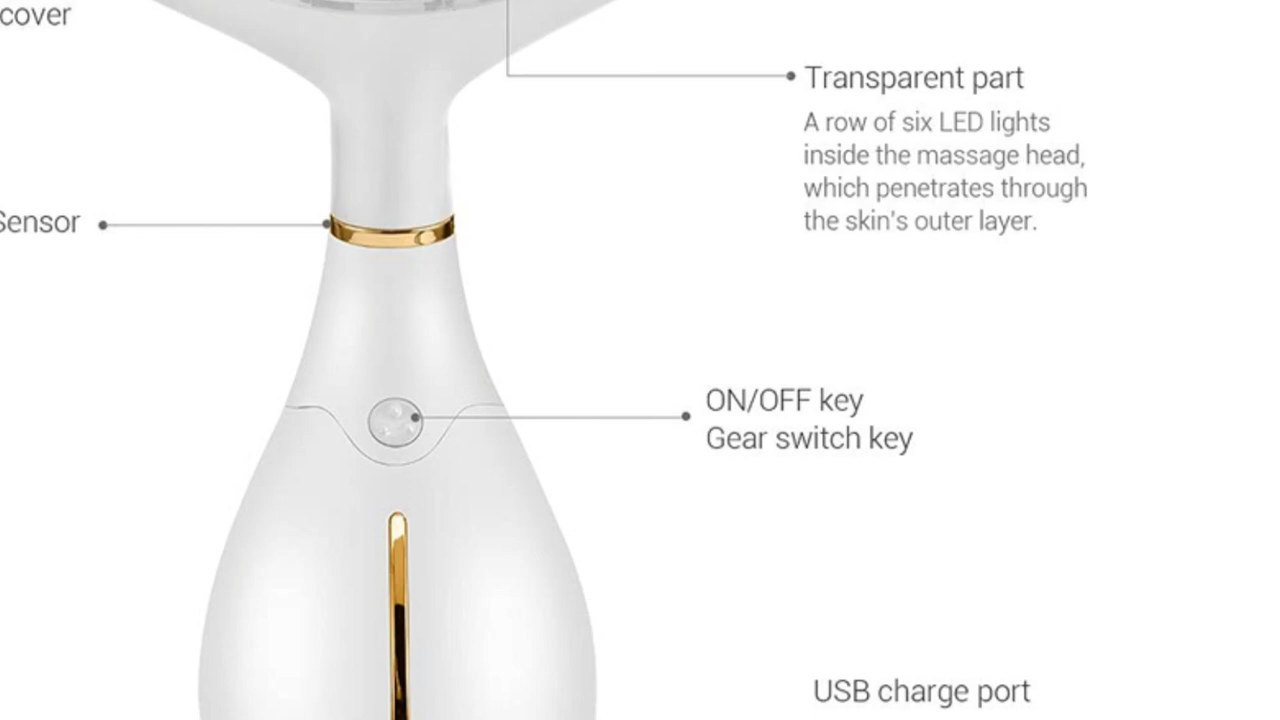 cover
Transparent part
A row of six LED lights
inside the massage head,
which penetrates through
the skin's outer layer.
Sensor
ON/OFF key
Gear switch key
USB charge port